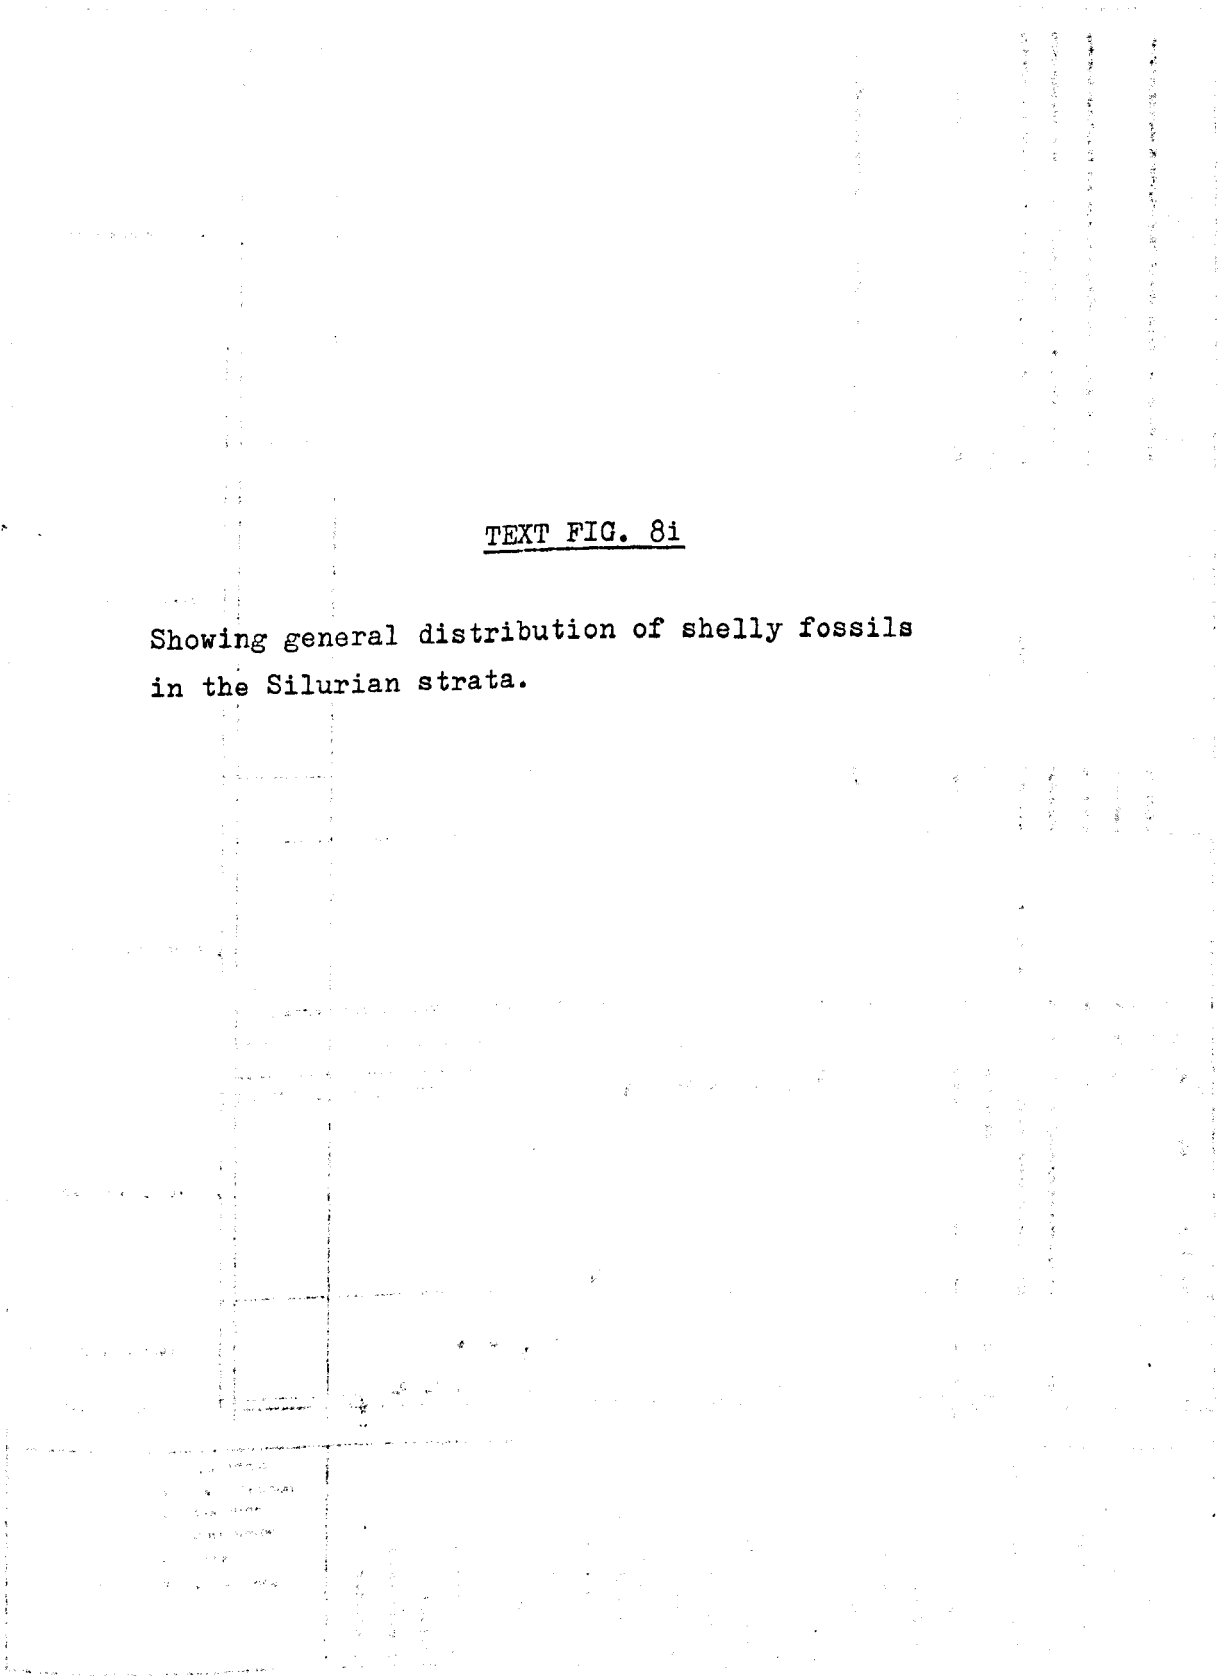 TEXT FIG. 8i
Showing general distribution of shelly fossils
in the Silurian strata.